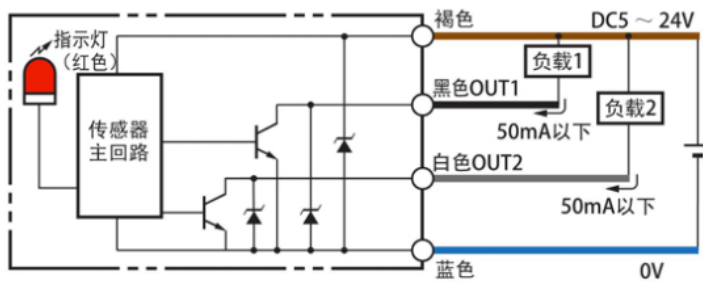 褐色
DC5 ～ 24V
指示灯
（红色）
负载1
黑色OUT1
负载2
传感器
主回路
50mA以下
白色OUT2
50mA以下
蓝色
0V